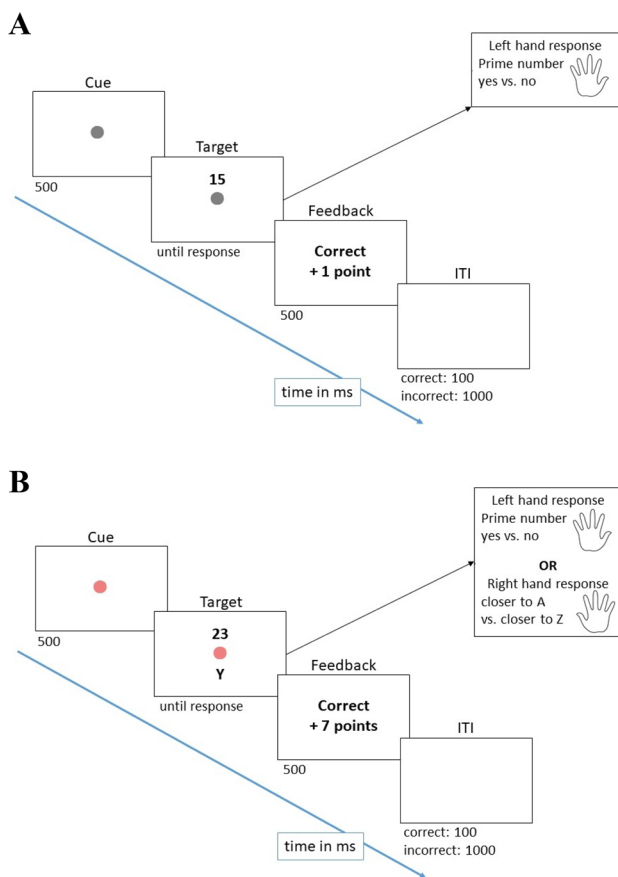 A
Left hand response
Prime number
yes vs. no
Cue
500
Target
15
until response
Feedback
Correct
+ 1 point
500
ITI
correct: 100
incorrect: 1000
time in ms
B
Left hand response
Prime number
yes vs. no
OR
Right hand response
closer to A
vs. closer to Z
Cue
500
Target
23
Y
until response
Feedback
Correct
+ 7 points
500
ITI
correct: 100
incorrect: 1000
time in ms